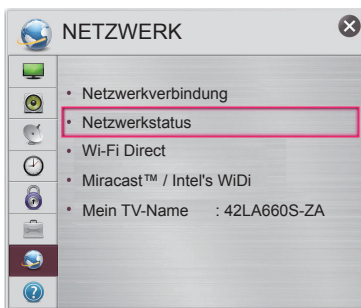 NETZWERK
• Netzwerkverbindung
• Netzwerkstatus
• Wi-Fi Direct
• Miracast™ / Intel's WiDi
• Mein TV-Name : 42LA660S-ZA